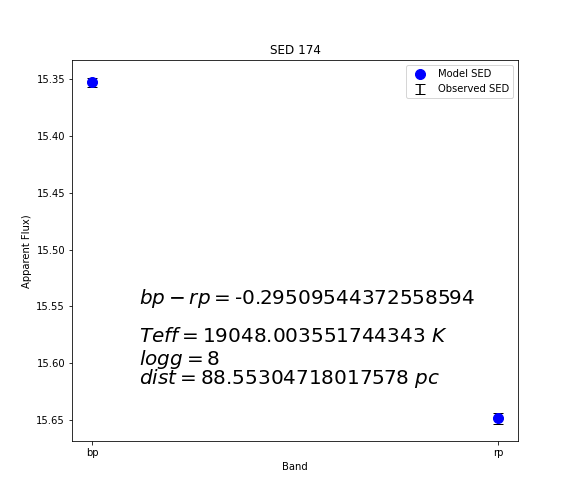 SED 174
Model SED
Observed SED
15.35
15.40
15.45
15.50
15.55
15.60
15.65
Apparent Flux)
bp − rp = -0.29509544372558594
Teff = 19048.003551744343 K
logg = 8
dist = 88.55304718017578 pc
bp
rp
Band